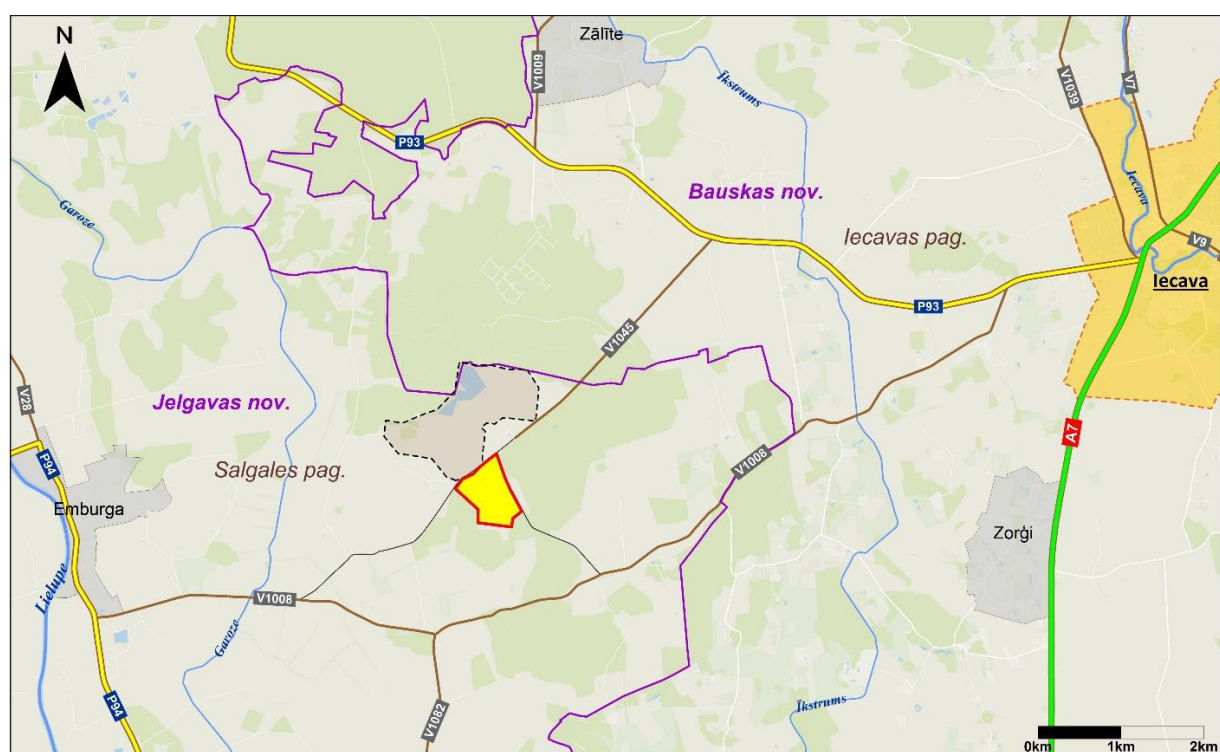 N
Zālīte
V1009
Īkstrums
V1039
V7
P93
Bauskas nov.
Iecava
Garoze
Iecavas pag.
V9
Iecava
P93
V1045
V28
Jelgavas nov.
A7
P94
Salgales pag.
V1008
Emburga
Zorģi
Lielupe
V1008
Garoze
P94
V1082
Īkstrums
0km 1km 2km